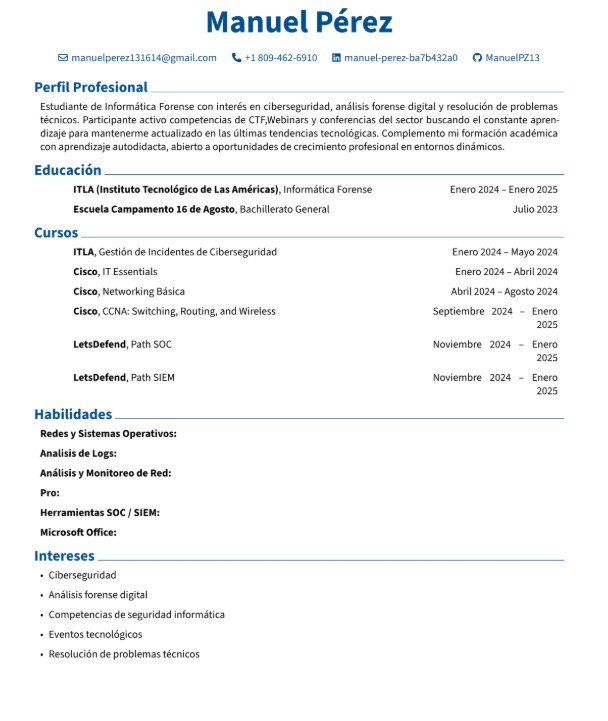 Manuel Pérez
manuelperez131614@gmail.com +1 809-462-6910 manuel-perez-ba7b432a0 ManuelPZ13
Perfil Profesional
Estudiante de Informática Forense con interés en ciberseguridad, análisis forense digital y resolución de problemas
técnicos. Participante activo competencias de CTF,Webinars y conferencias del sector buscando el constante apren-
dizaje para mantenerme actualizado en las últimas tendencias tecnológicas. Complemento mi formación académica
con aprendizaje autodidacta, abierto a oportunidades de crecimiento profesional en entornos dinámicos.
Educación
ITLA (Instituto Tecnológico de Las Américas), Informática Forense Enero 2024 – Enero 2025
Escuela Campamento 16 de Agosto, Bachillerato General Julio 2023
Cursos
ITLA, Gestión de Incidentes de Ciberseguridad Enero 2024 – Mayo 2024
Cisco, IT Essentials Enero 2024 – Abril 2024
Cisco, Networking Básica Abril 2024 – Agosto 2024
Cisco, CCNA: Switching, Routing, and Wireless Septiembre 2024 – Enero
2025
LetsDefend, Path SOC Noviembre 2024 – Enero
2025
LetsDefend, Path SIEM Noviembre 2024 – Enero
2025
Habilidades
Redes y Sistemas Operativos:
Analisis de Logs:
Análisis y Monitoreo de Red:
Pro:
Herramientas SOC / SIEM:
Microsoft Office:
Intereses
• Ciberseguridad
• Análisis forense digital
• Competencias de seguridad informática
• Eventos tecnológicos
• Resolución de problemas técnicos